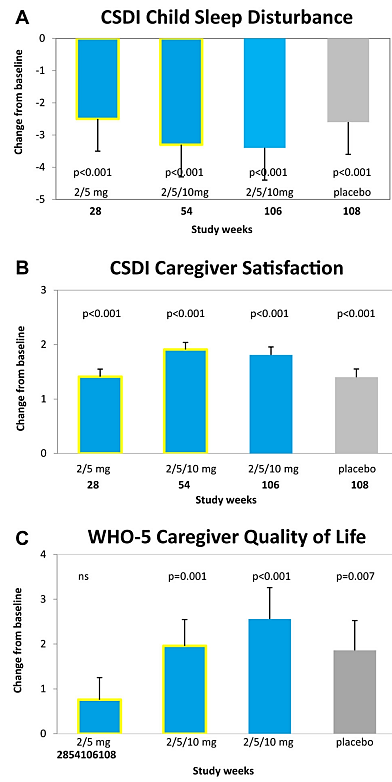 A
CSDI Child Sleep Disturbance
Change from baseline
0
-1
-2
-3
-4
-5
p<0.001 p<0.001 p<0.001 p<0.001
2/5 mg 2/5/10mg 2/5/10mg placebo
28 54 106 108
Study weeks
B
CSDI Caregiver Satisfaction
Change from baseline
3
2
1
0
p<0.001 p<0.001 p<0.001 p<0.001
2/5 mg 2/5/10 mg 2/5/10 mg placebo
28 54 106 108
Study weeks
C
WHO-5 Caregiver Quality of Life
Change from baseline
4
3
2
1
0
ns p=0.001 p<0.001 p=0.007
2/5 mg 2/5/10 mg 2/5/10 mg placebo
2854106108
Study weeks